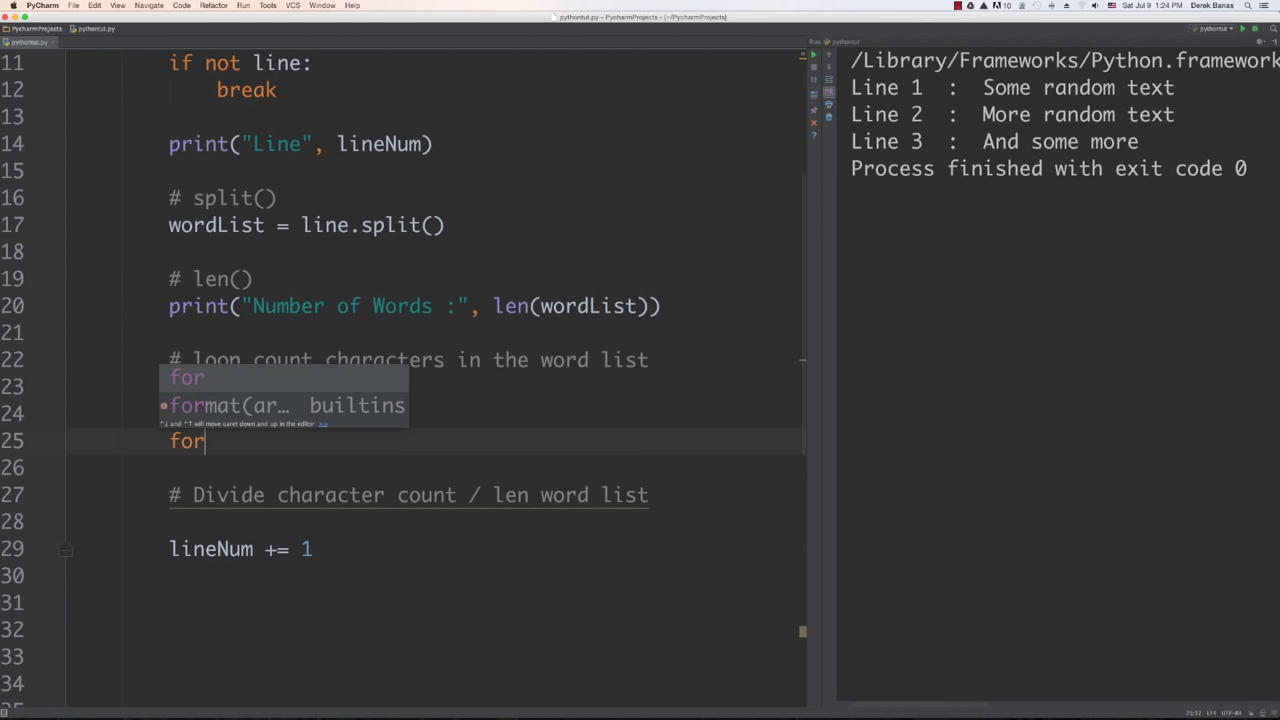 PyCharm File Edit View Navigate Code Refactor Run Tools VCS Window Help 10 Sat Jul 9 1:24 PM Derek Banas
pythontut.py - PycharmProjects - [~/PycharmProjects]
PycharmProjects pythontut.py pythontut
pythontut.py
Run pythontut
11 if not line:
12 break
13
14 print("Line", lineNum)
15
16 # split()
17 wordList = line.split()
18
19 # len()
20 print("Number of Words :", len(wordList))
21
22 # loop count characters in the word list
23 for
24 format(ar… builtins
^↓ and ^↑ will move caret down and up in the editor >>
25 for
26
27 # Divide character count / len word list
28
29 lineNum += 1
30
31
32
33
34
/Library/Frameworks/Python.framework
Line 1 : Some random text
Line 2 : More random text
Line 3 : And some more
Process finished with exit code 0
25:12 LF÷ UTF-8